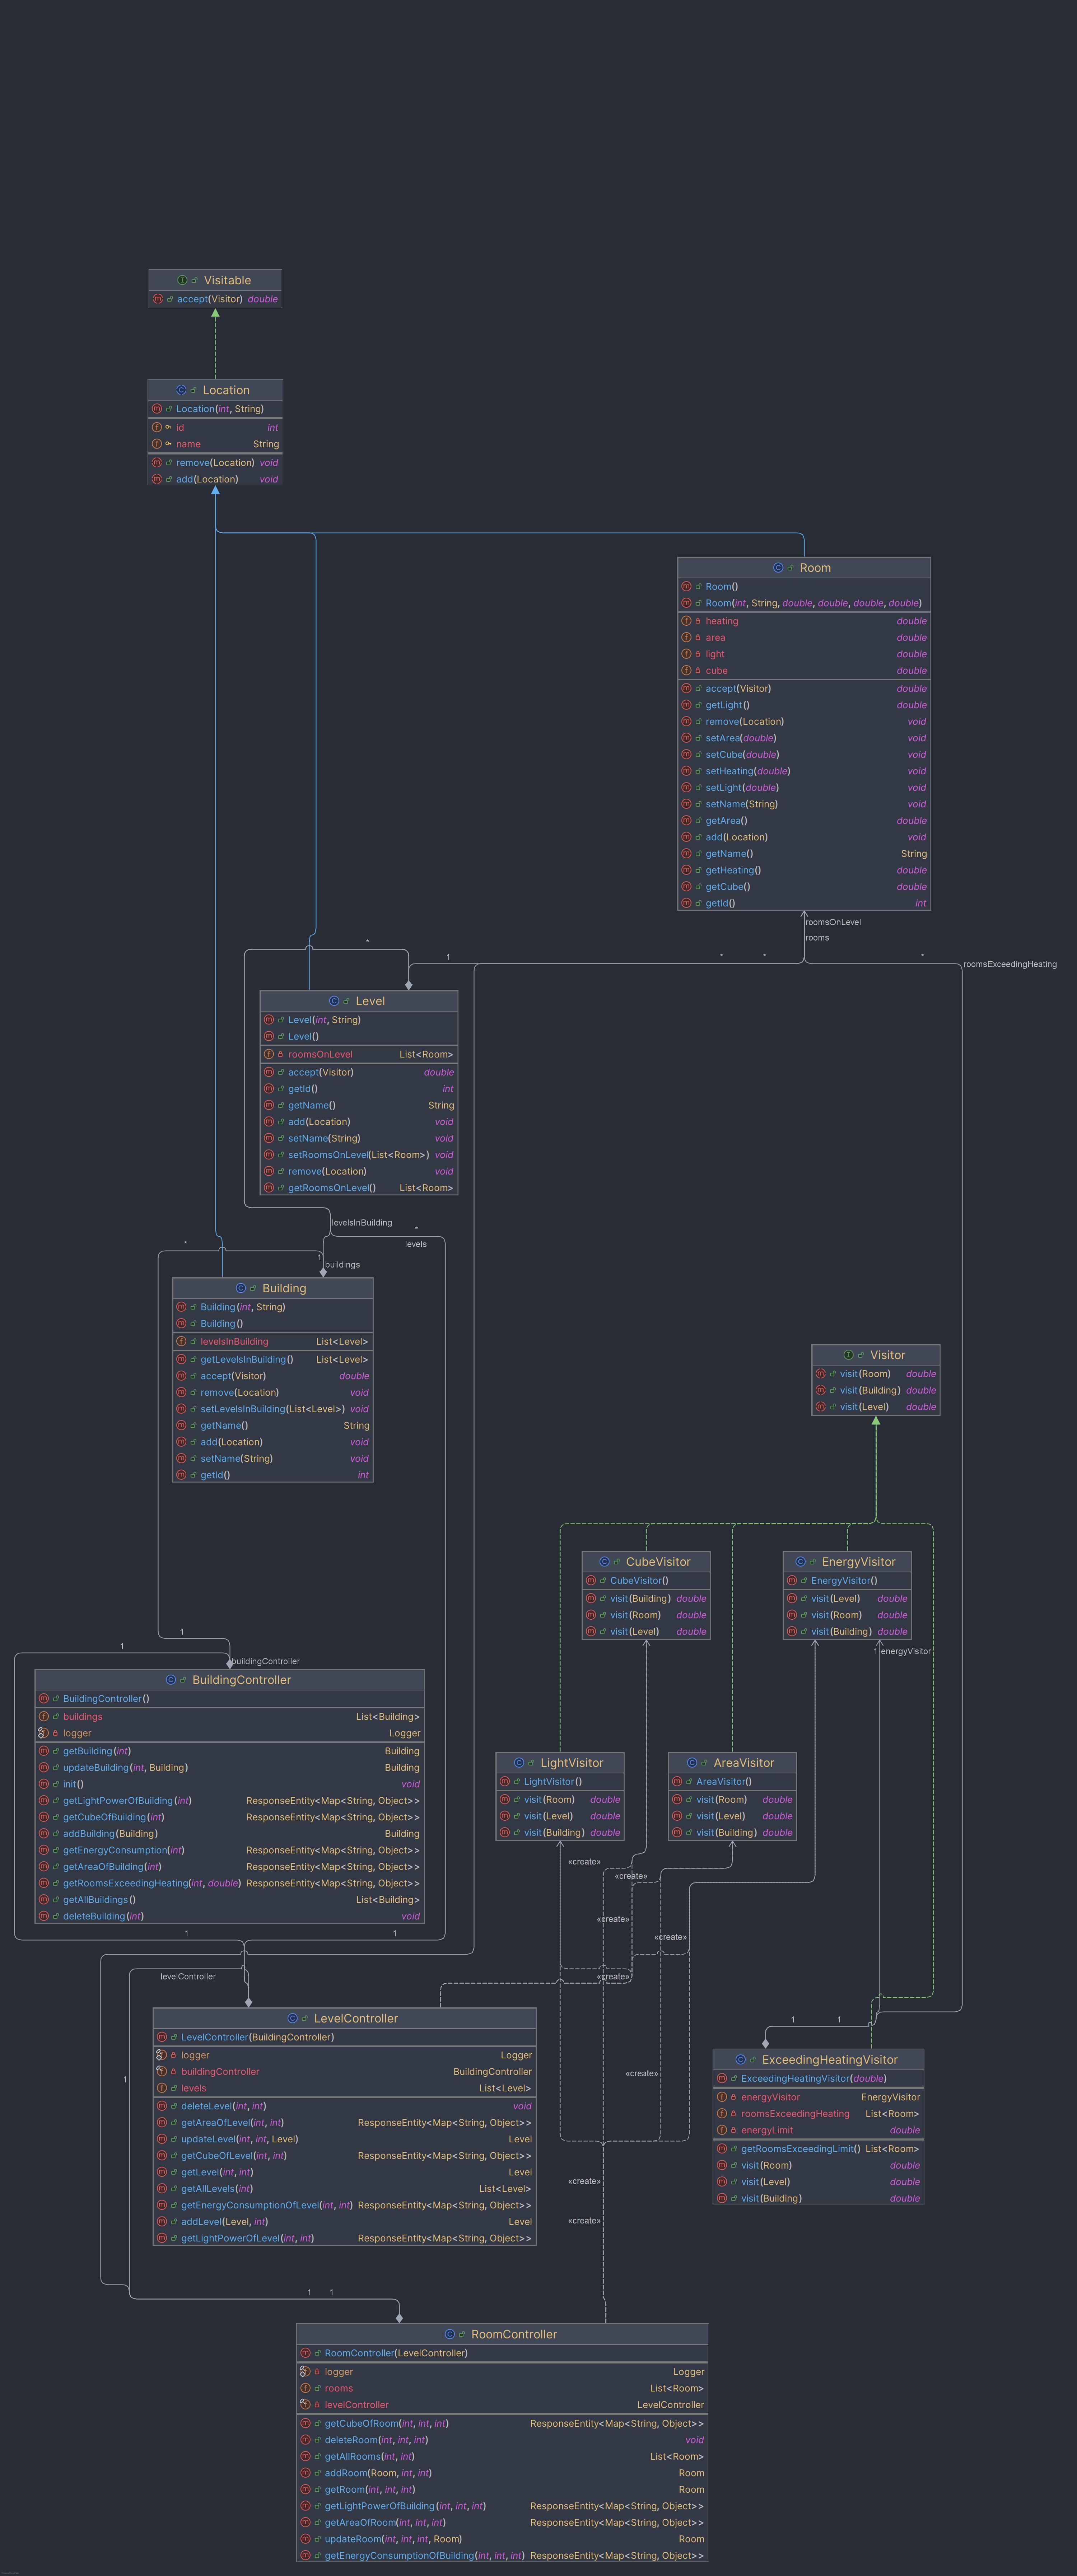 Visitable
accept(Visitor) double
Location
Location(int, String)
id int
name String
remove(Location) void
add(Location) void
Room
Room()
Room(int, String, double, double, double, double)
heating double
area double
light double
cube double
accept(Visitor) double
getLight() double
remove(Location) void
setArea(double) void
setCube(double) void
setHeating(double) void
setLight(double) void
setName(String) void
getArea() double
add(Location) void
getName() String
getHeating() double
getCube() double
getId() int
roomsOnLevel
rooms
* 
1 * * *
roomsExceedingHeating
Level
Level(int, String)
Level()
roomsOnLevel List<Room>
accept(Visitor) double
getId() int
getName() String
add(Location) void
setName(String) void
setRoomsOnLevel(List<Room>) void
remove(Location) void
getRoomsOnLevel() List<Room>
levelsInBuilding
*
levels
* 1
buildings
Building
Building(int, String)
Building()
levelsInBuilding List<Level>
getLevelsInBuilding() List<Level>
accept(Visitor) double
remove(Location) void
setLevelsInBuilding(List<Level>) void
getName() String
add(Location) void
setName(String) void
getId() int
Visitor
visit(Room) double
visit(Building) double
visit(Level) double
CubeVisitor
CubeVisitor()
visit(Building) double
visit(Room) double
visit(Level) double
EnergyVisitor
EnergyVisitor()
visit(Level) double
visit(Room) double
visit(Building) double
1 energyVisitor
1
1
buildingController
BuildingController
BuildingController()
buildings List<Building>
logger Logger
getBuilding(int) Building
updateBuilding(int, Building) Building
init() void
getLightPowerOfBuilding(int) ResponseEntity<Map<String, Object>>
getCubeOfBuilding(int) ResponseEntity<Map<String, Object>>
addBuilding(Building) Building
getEnergyConsumption(int) ResponseEntity<Map<String, Object>>
getAreaOfBuilding(int) ResponseEntity<Map<String, Object>>
getRoomsExceedingHeating(int, double) ResponseEntity<Map<String, Object>>
getAllBuildings() List<Building>
deleteBuilding(int) void
LightVisitor
LightVisitor()
visit(Room) double
visit(Level) double
visit(Building) double
AreaVisitor
AreaVisitor()
visit(Room) double
visit(Level) double
visit(Building) double
«create»
«create»
«create»
«create»
«create»
1 1
levelController
LevelController
LevelController(BuildingController)
logger Logger
buildingController BuildingController
levels List<Level>
deleteLevel(int, int) void
getAreaOfLevel(int, int) ResponseEntity<Map<String, Object>>
updateLevel(int, int, Level) Level
getCubeOfLevel(int, int) ResponseEntity<Map<String, Object>>
getLevel(int, int) Level
getAllLevels(int) List<Level>
getEnergyConsumptionOfLevel(int, int) ResponseEntity<Map<String, Object>>
addLevel(Level, int) Level
getLightPowerOfLevel(int, int) ResponseEntity<Map<String, Object>>
1 1
ExceedingHeatingVisitor
ExceedingHeatingVisitor(double)
energyVisitor EnergyVisitor
roomsExceedingHeating List<Room>
energyLimit double
getRoomsExceedingLimit() List<Room>
visit(Room) double
visit(Level) double
visit(Building) double
1
«create»
«create»
«create»
1 1
RoomController
RoomController(LevelController)
logger Logger
rooms List<Room>
levelController LevelController
getCubeOfRoom(int, int, int) ResponseEntity<Map<String, Object>>
deleteRoom(int, int, int) void
getAllRooms(int, int) List<Room>
addRoom(Room, int, int) Room
getRoom(int, int, int) Room
getLightPowerOfBuilding(int, int, int) ResponseEntity<Map<String, Object>>
getAreaOfRoom(int, int, int) ResponseEntity<Map<String, Object>>
updateRoom(int, int, int, Room) Room
getEnergyConsumptionOfBuilding(int, int, int) ResponseEntity<Map<String, Object>>